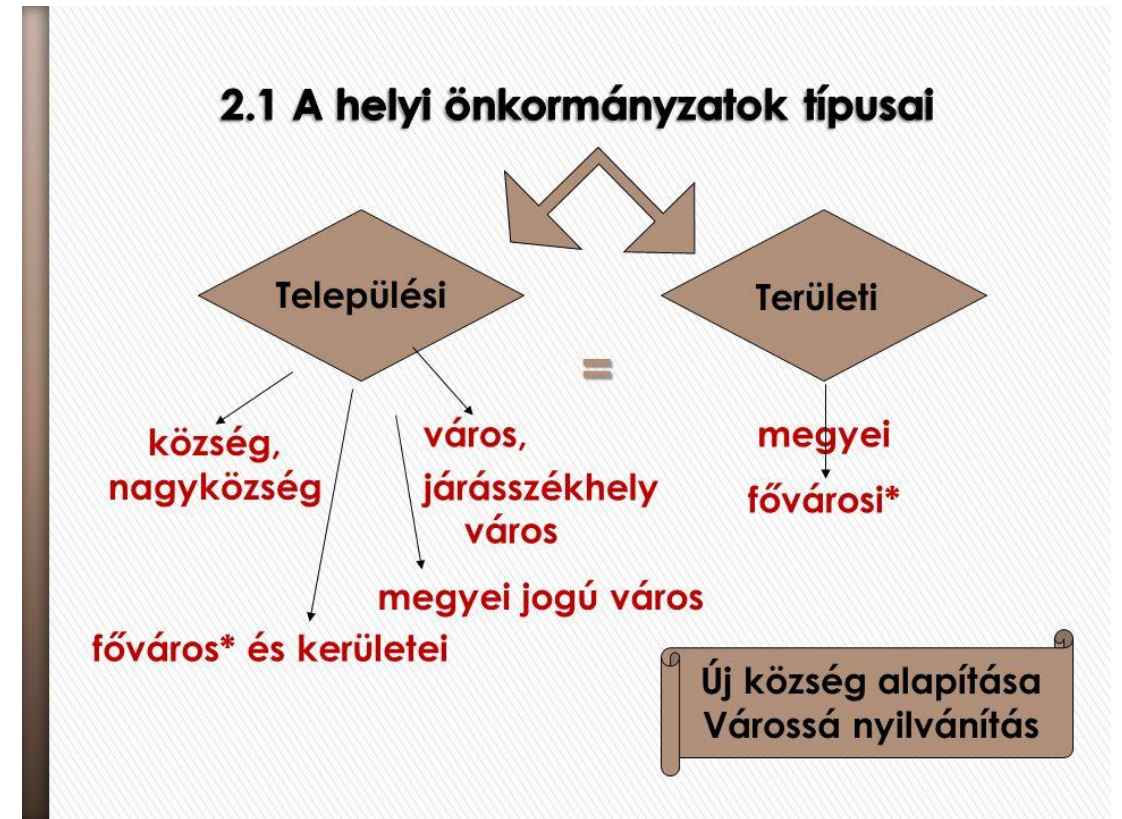 2.1 A helyi önkormányzatok típusai
Települési
Területi
=
község,
nagyközség
város,
járásszékhely
város
megyei jogú város
főváros* és kerületei
megyei
fővárosi*
Új község alapítása
Várossá nyilvánítás